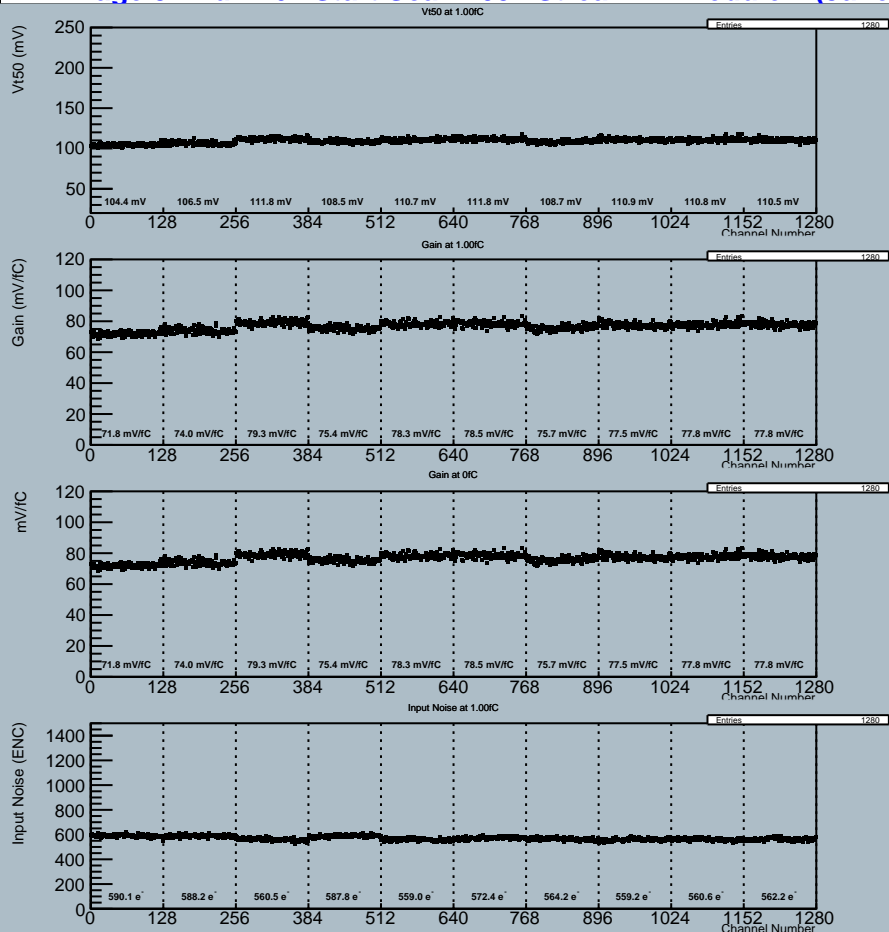 Vt50 at 1.00fC
Entries 1280
Vt50 (mV)
250
200
150
100
50
104.4 mV 106.5 mV 111.8 mV 108.5 mV 110.7 mV 111.8 mV 108.7 mV 110.9 mV 110.8 mV 110.5 mV
0 128 256 384 512 640 768 896 1024 1152 1280
Channel Number
Gain at 1.00fC
Entries 1280
Gain (mV/fC)
120
100
80
60
40
20
0
71.8 mV/fC 74.0 mV/fC 79.3 mV/fC 75.4 mV/fC 78.3 mV/fC 78.5 mV/fC 75.7 mV/fC 77.5 mV/fC 77.8 mV/fC 77.8 mV/fC
0 128 256 384 512 640 768 896 1024 1152 1280
Channel Number
Gain at 0fC
Entries 1280
mV/fC
120
100
80
60
40
20
0
71.8 mV/fC 74.0 mV/fC 79.3 mV/fC 75.4 mV/fC 78.3 mV/fC 78.5 mV/fC 75.7 mV/fC 77.5 mV/fC 77.8 mV/fC 77.8 mV/fC
0 128 256 384 512 640 768 896 1024 1152 1280
Channel Number
Input Noise at 1.00fC
Entries 1280
Input Noise (ENC)
1400
1200
1000
800
600
400
200
0
590.1 e⁻ 588.2 e⁻ 560.5 e⁻ 587.8 e⁻ 559.0 e⁻ 572.4 e⁻ 564.2 e⁻ 559.2 e⁻ 560.6 e⁻ 562.2 e⁻
0 128 256 384 512 640 768 896 1024 1152 1280
Channel Number